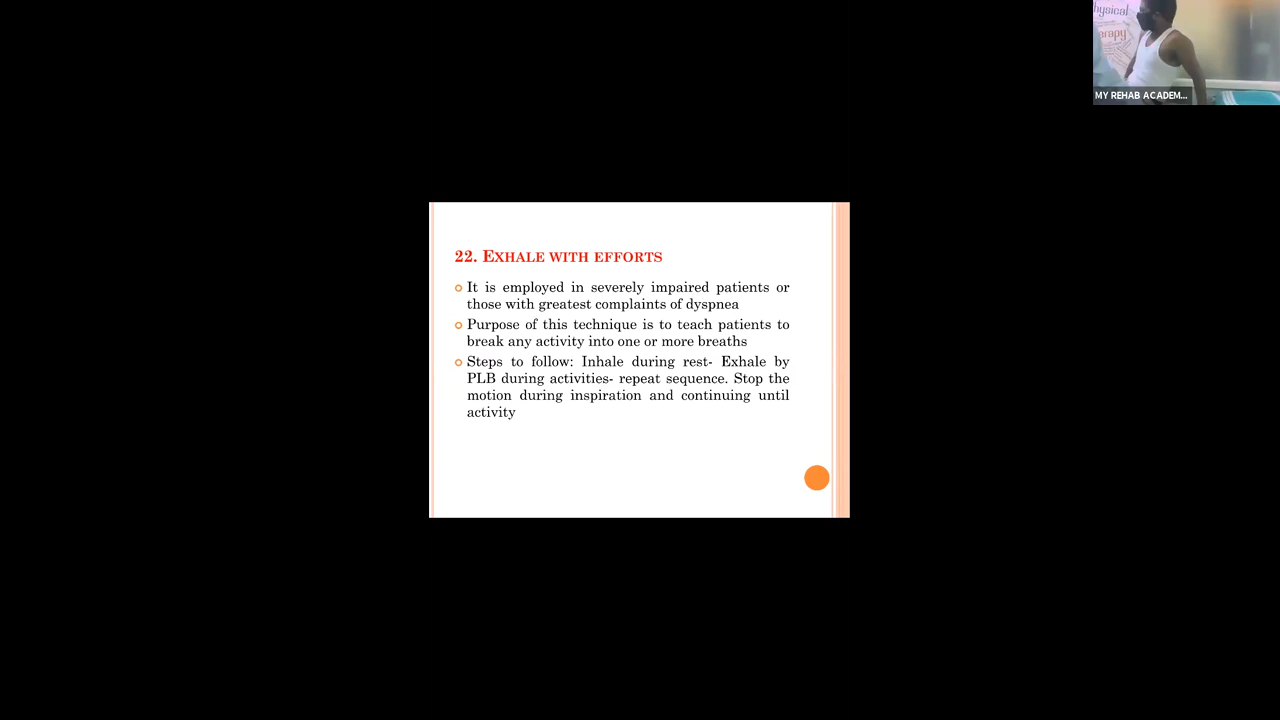 hysical
erapy
MY REHAB ACADEM...
22. EXHALE WITH EFFORTS
It is employed in severely impaired patients or
those with greatest complaints of dyspnea
Purpose of this technique is to teach patients to
break any activity into one or more breaths
Steps to follow: Inhale during rest- Exhale by
PLB during activities- repeat sequence. Stop the
motion during inspiration and continuing until
activity